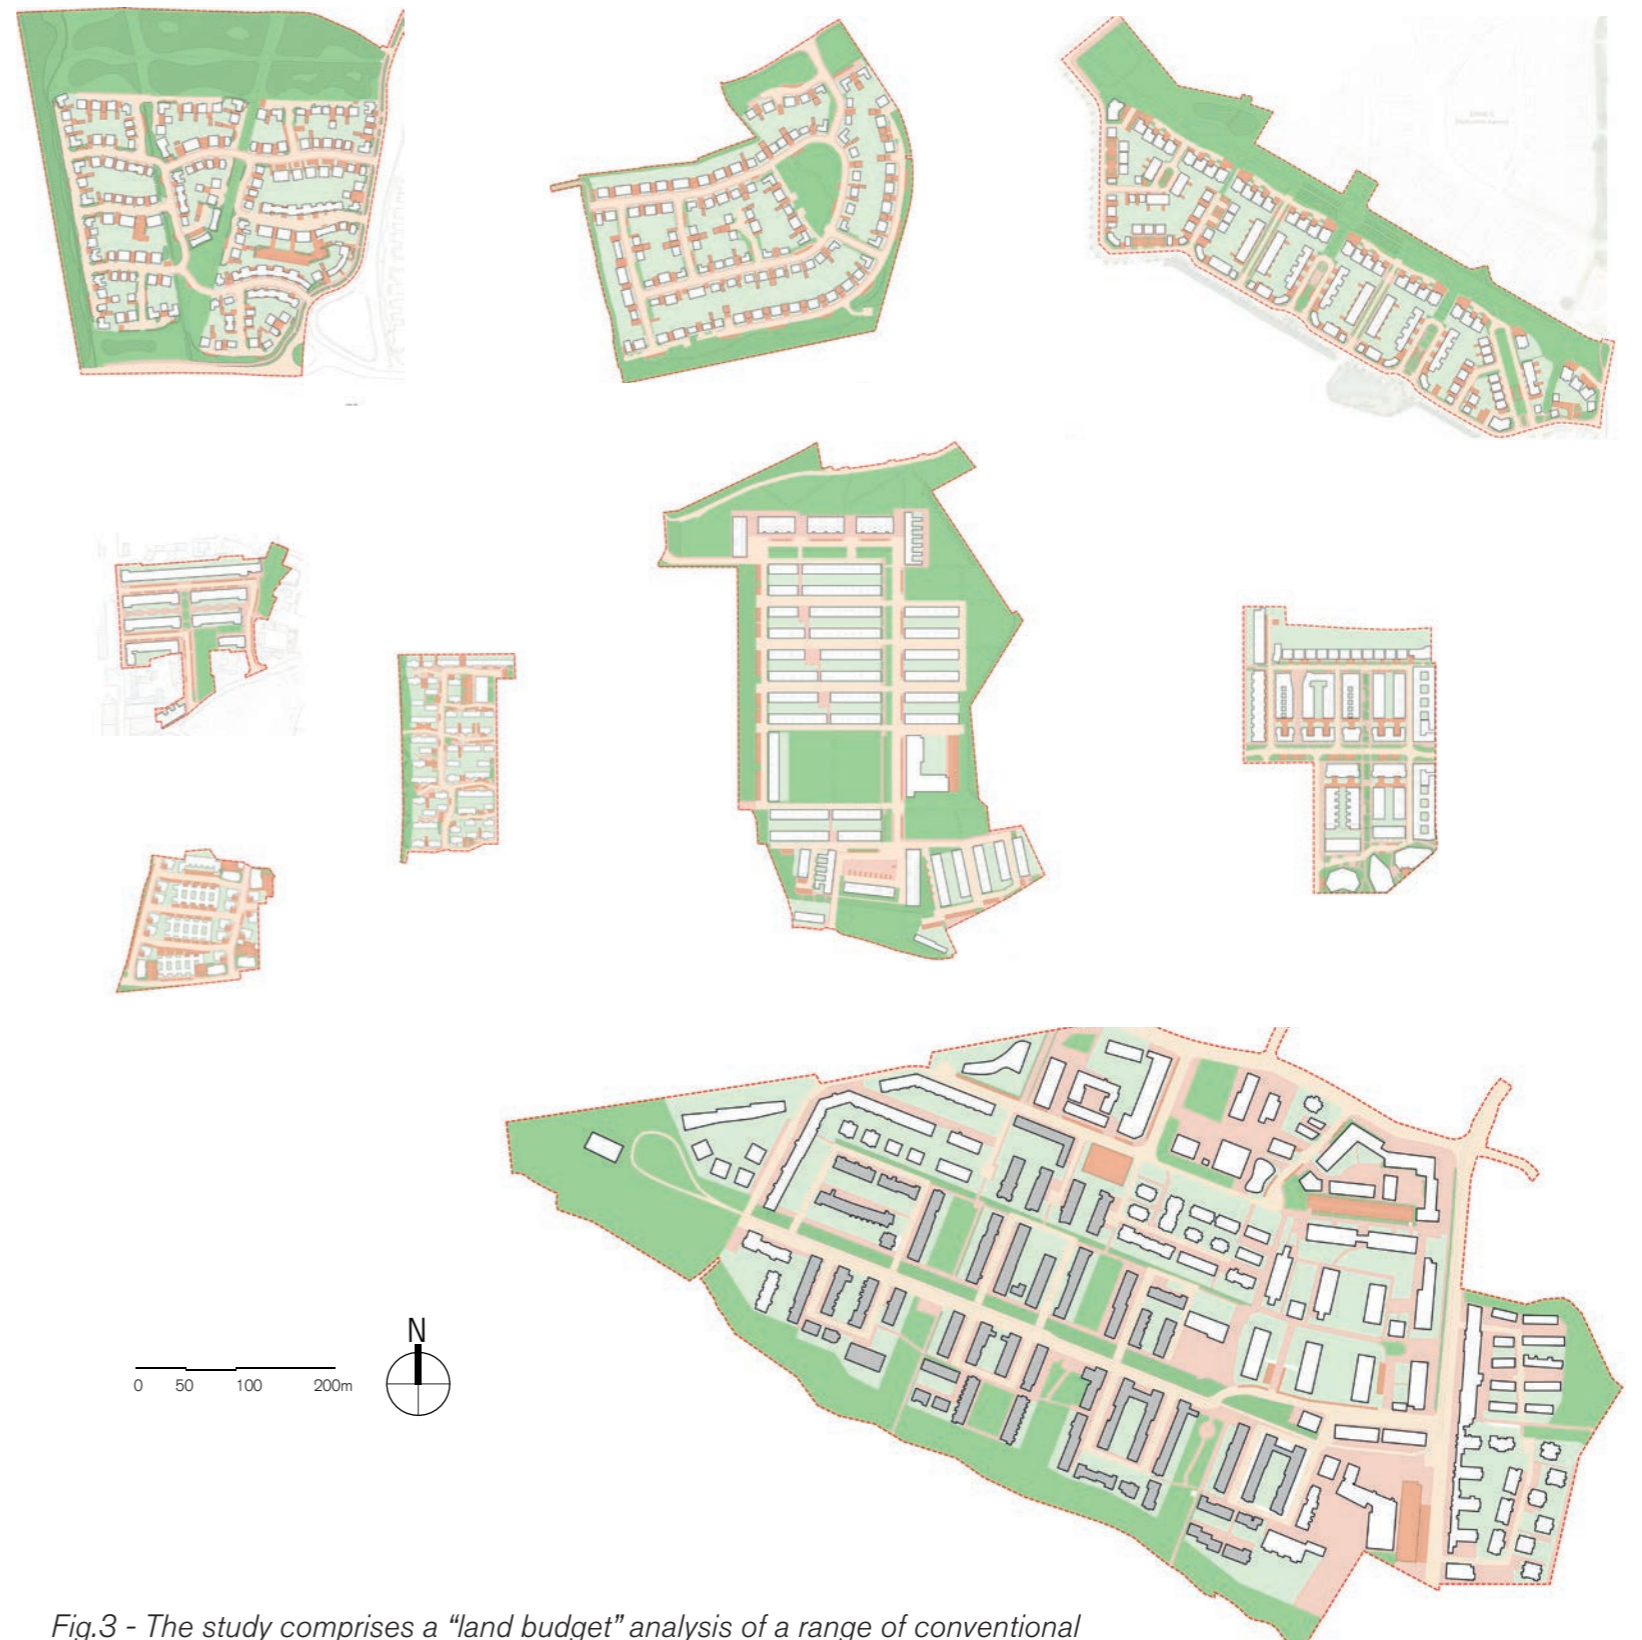 N
0 50 100 200m
Fig.3 - The study comprises a “land budget” analysis of a range of conventional